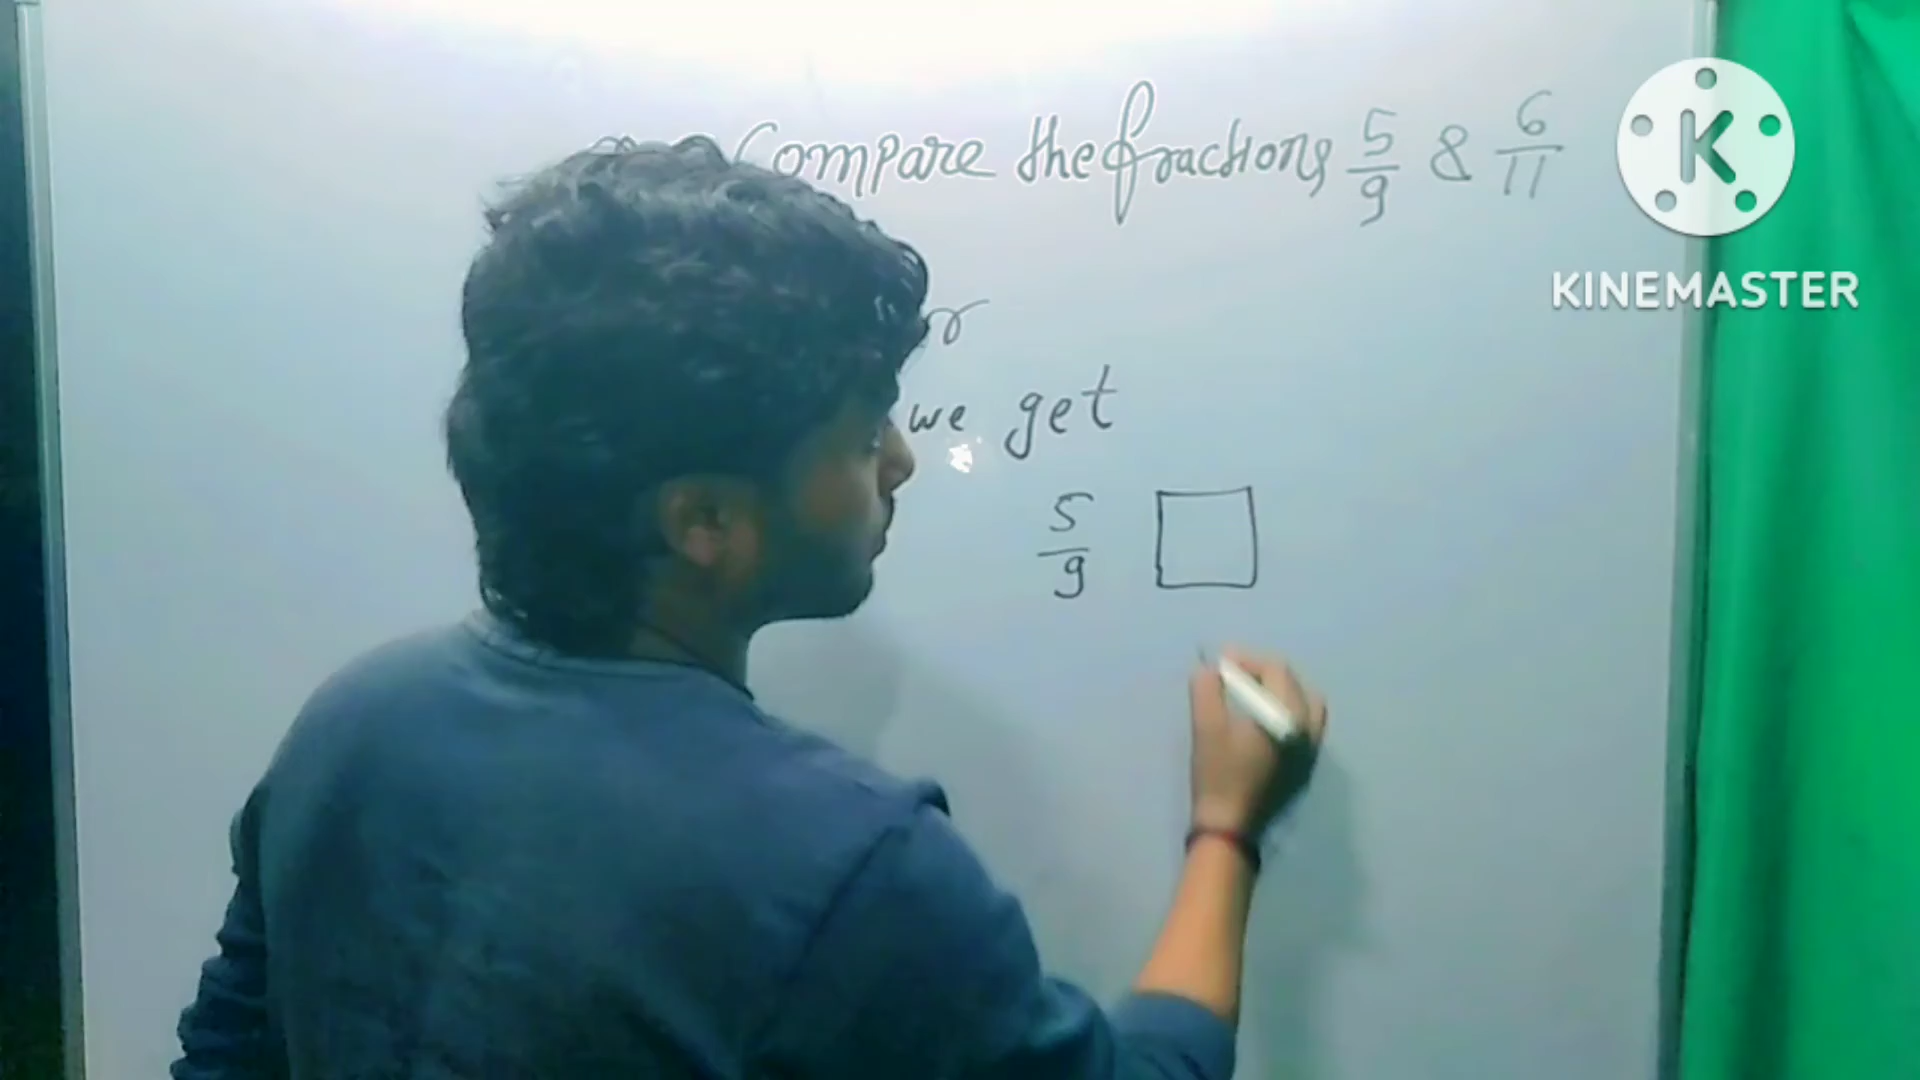 Compare the fractions 5/9 & 6/11
we get
5/9
K
KINEMASTER